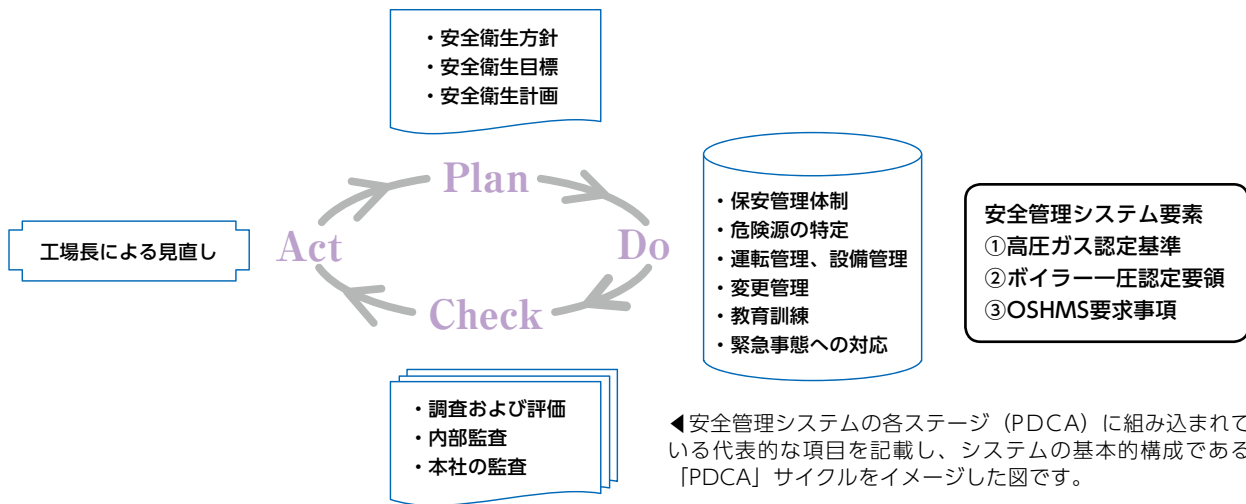 ・安全衛生方針
・安全衛生目標
・安全衛生計画
Plan
Do
Check
Act
工場長による見直し
・保安管理体制
・危険源の特定
・運転管理、設備管理
・変更管理
・教育訓練
・緊急事態への対応
安全管理システム要素
①高圧ガス認定基準
②ボイラー一圧認定要領
③OSHMS要求事項
・調査および評価
・内部監査
・本社の監査
◀安全管理システムの各ステージ（PDCA）に組み込まれて
いる代表的な項目を記載し、システムの基本的構成である
「PDCA」サイクルをイメージした図です。